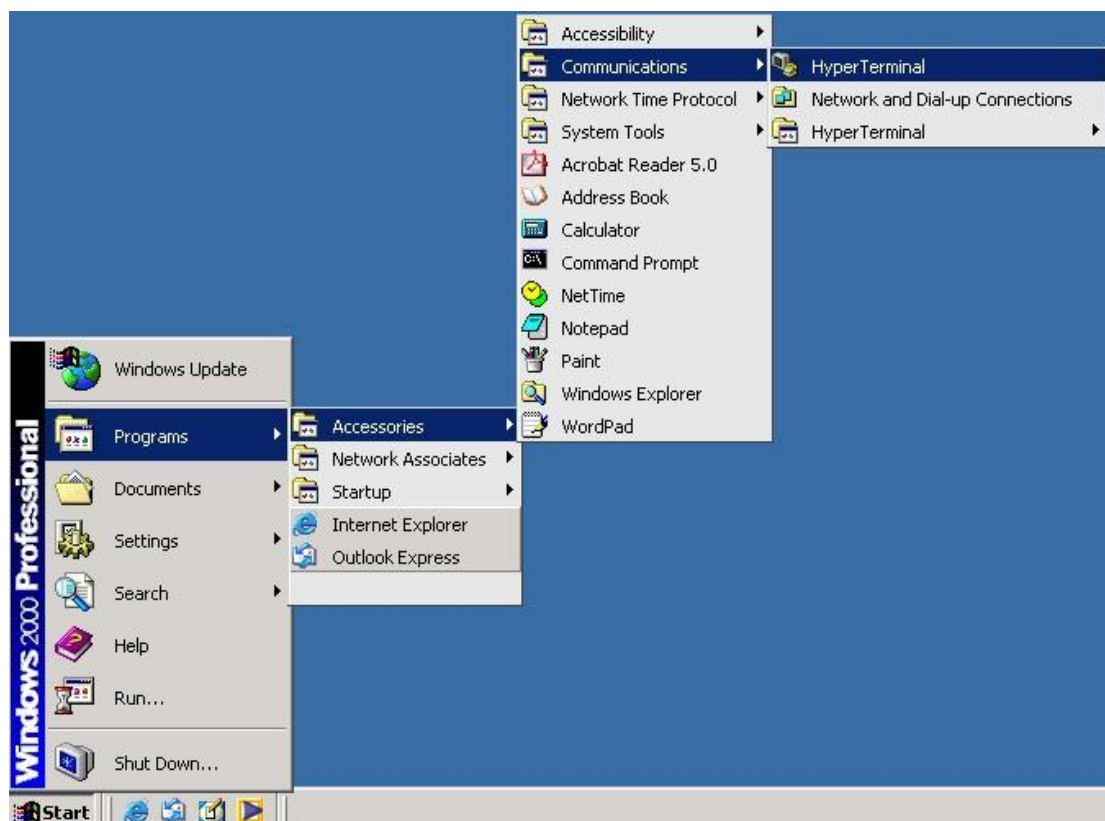 Accessibility
Communications
Network Time Protocol
System Tools
Acrobat Reader 5.0
Address Book
Calculator
Command Prompt
NetTime
Notepad
Paint
Windows Explorer
WordPad
HyperTerminal
Network and Dial-up Connections
HyperTerminal
Windows Update
Programs
Documents
Settings
Search
Help
Run...
Shut Down...
Accessories
Network Associates
Startup
Internet Explorer
Outlook Express
Windows 2000 Professional
Start